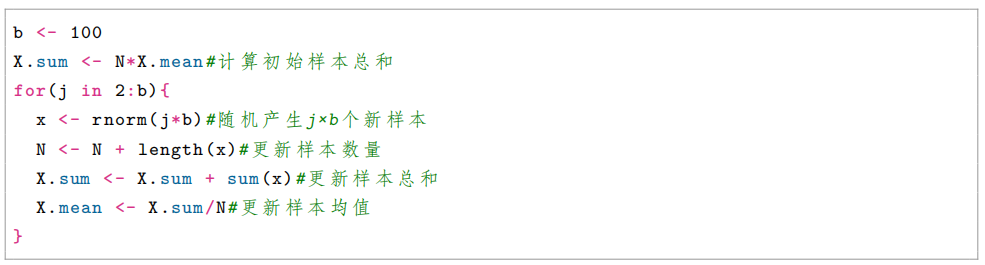 b <- 100
X.sum <- N*X.mean#计算初始样本总和
for(j in 2:b){
  x <- rnorm(j*b)#随机产生j*b个新样本
  N <- N + length(x)#更新样本数量
  X.sum <- X.sum + sum(x)#更新样本总和
  X.mean <- X.sum/N#更新样本均值
}